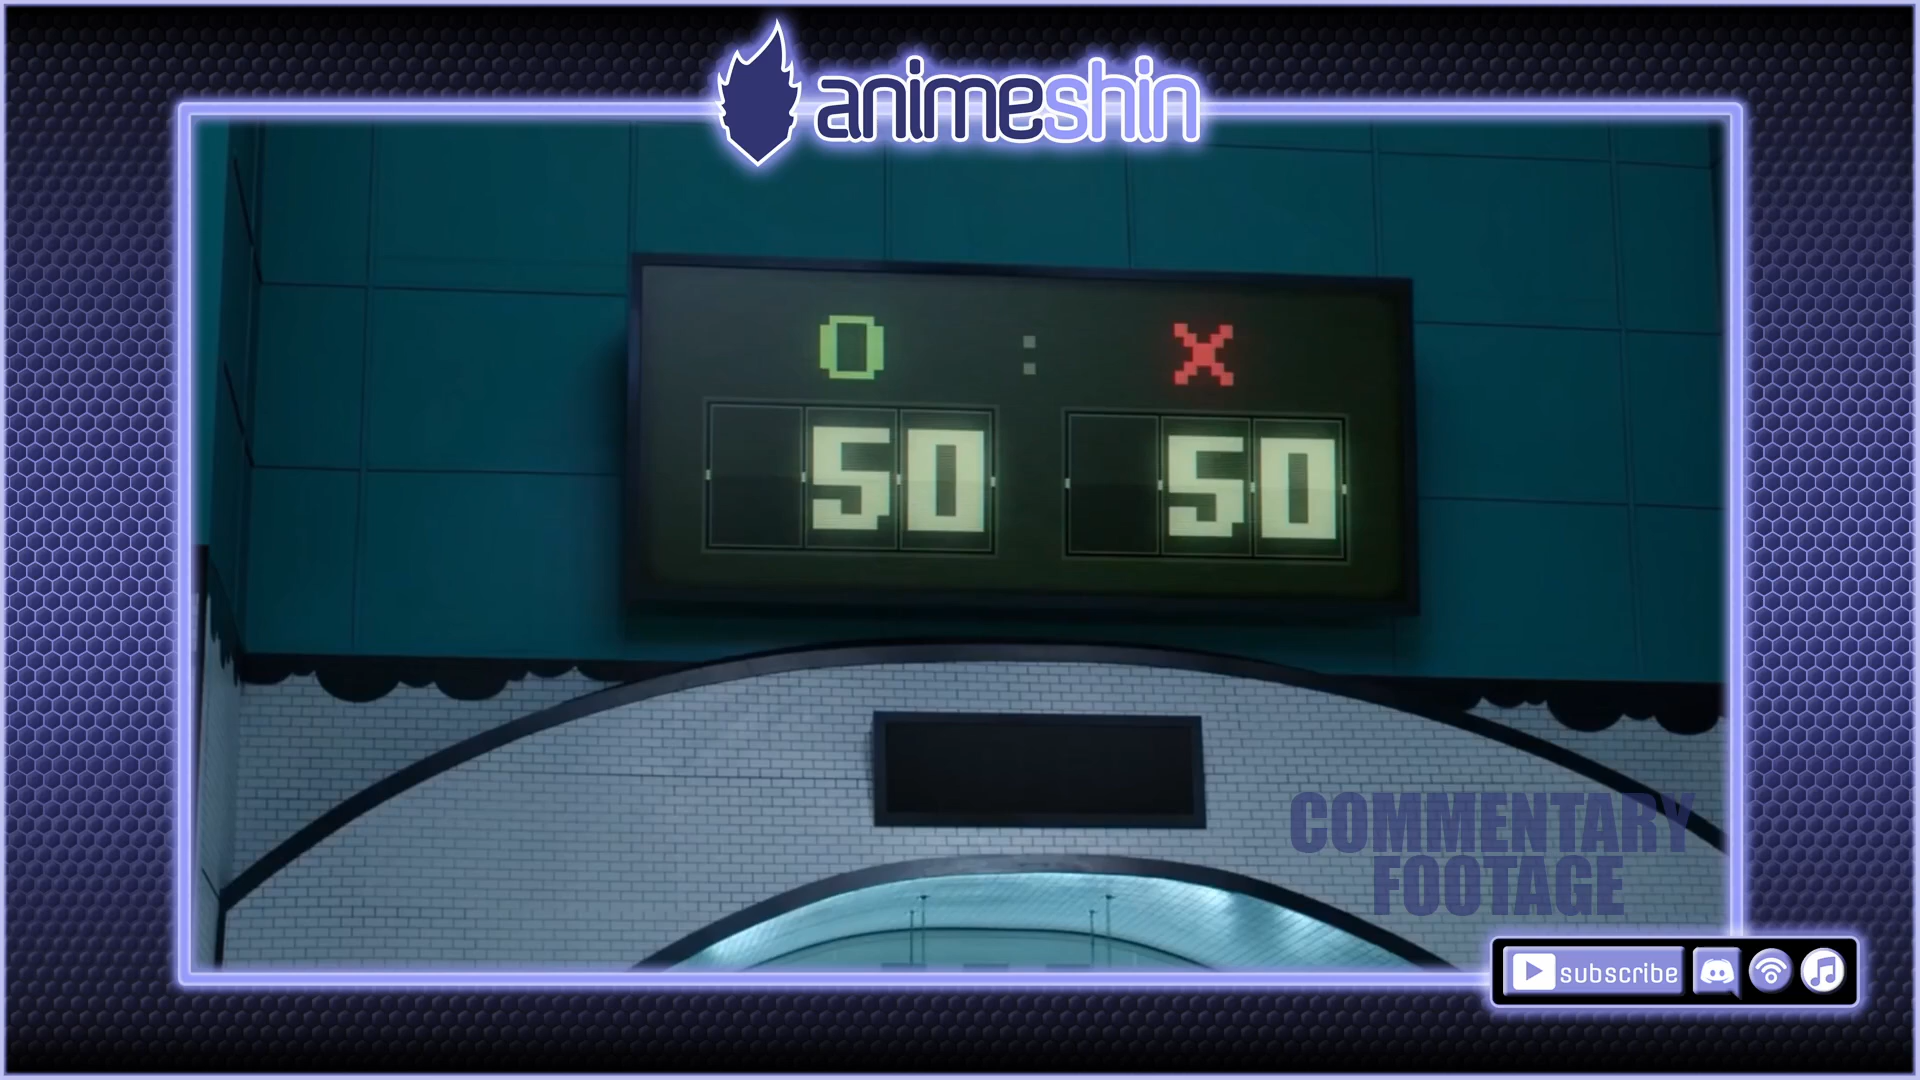 animeshin
O : X
50 50
COMMENTARY
FOOTAGE
subscribe